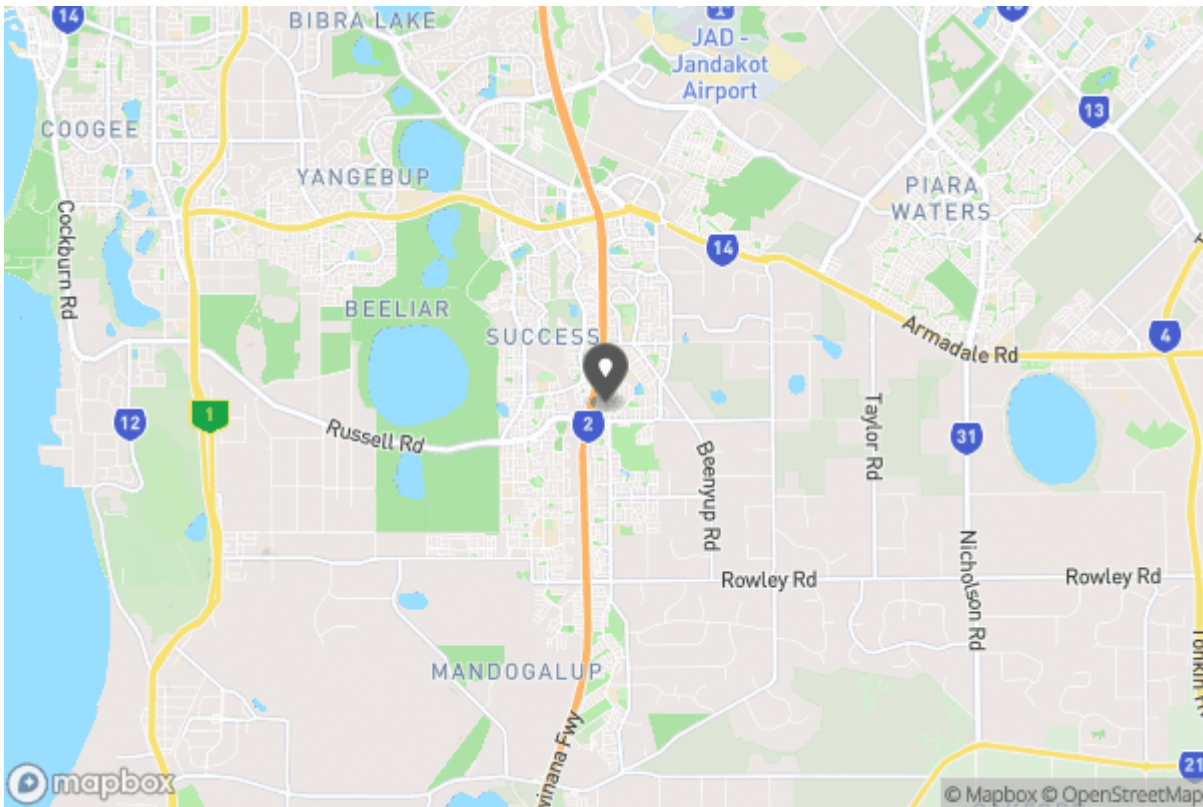 14
BIBRA LAKE
JAD -
Jandakot
Airport
13
COOGEE
YANGEBUP
PIARA
WATERS
Cockburn Rd
14
BEELIAR
SUCCESS
Armadale Rd
4
1
12
Russell Rd
2
Beenyup Rd
Taylor Rd
31
Nicholson Rd
Rowley Rd
Rowley Rd
MANDOGALUP
winana Fwy
21
mapbox
© Mapbox © OpenStreetMap